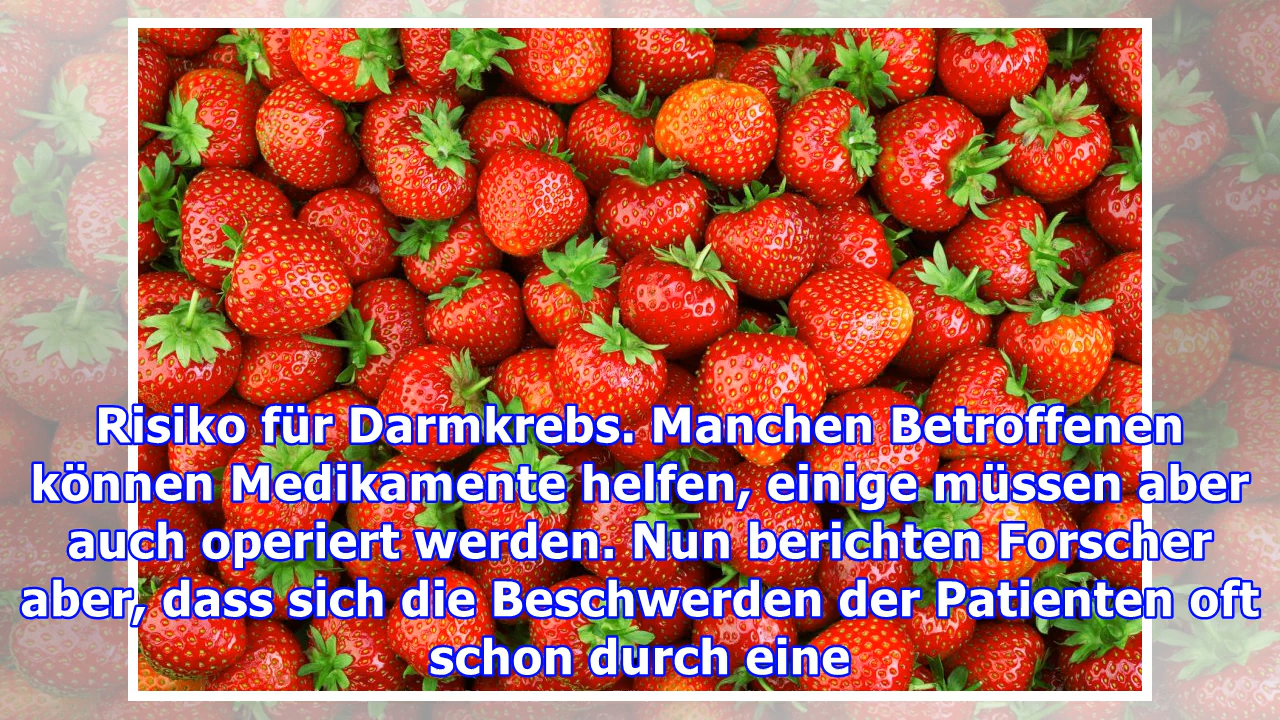 Risiko für Darmkrebs. Manchen Betroffenen
können Medikamente helfen, einige müssen aber
auch operiert werden. Nun berichten Forscher
aber, dass sich die Beschwerden der Patienten oft
schon durch eine